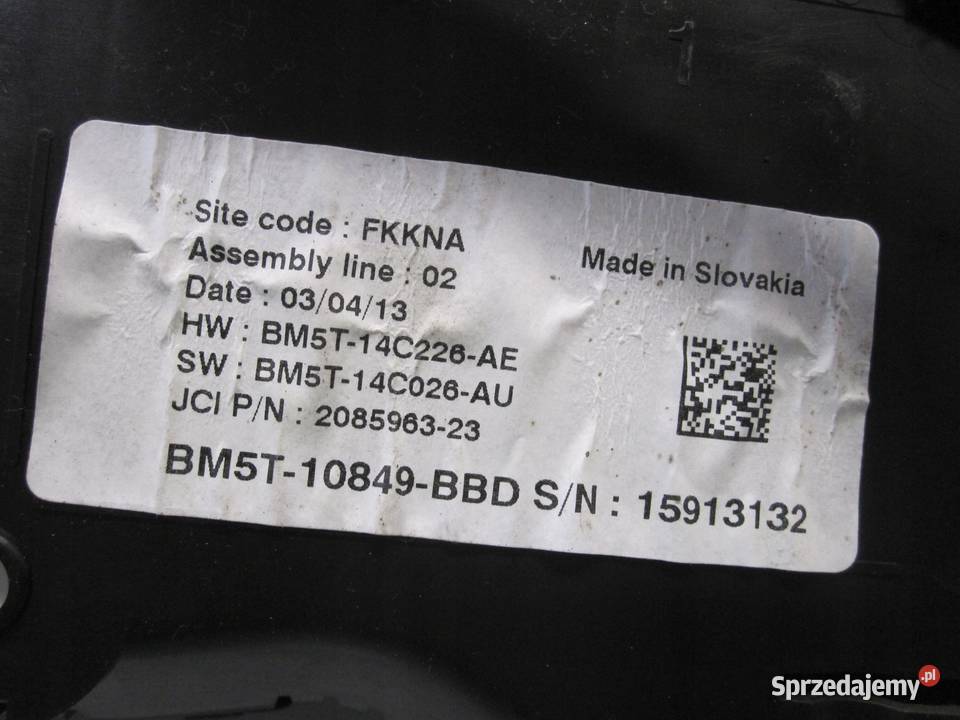 1
Site code : FKKNA
Assembly line : 02
Made in Slovakia
Date : 03/04/13
HW : BM5T-14C226-AE
SW : BM5T-14C026-AU
JCI P/N : 2085963-23
BM5T-10849-BBD S/N : 15913132
Sprzedajemy.pl